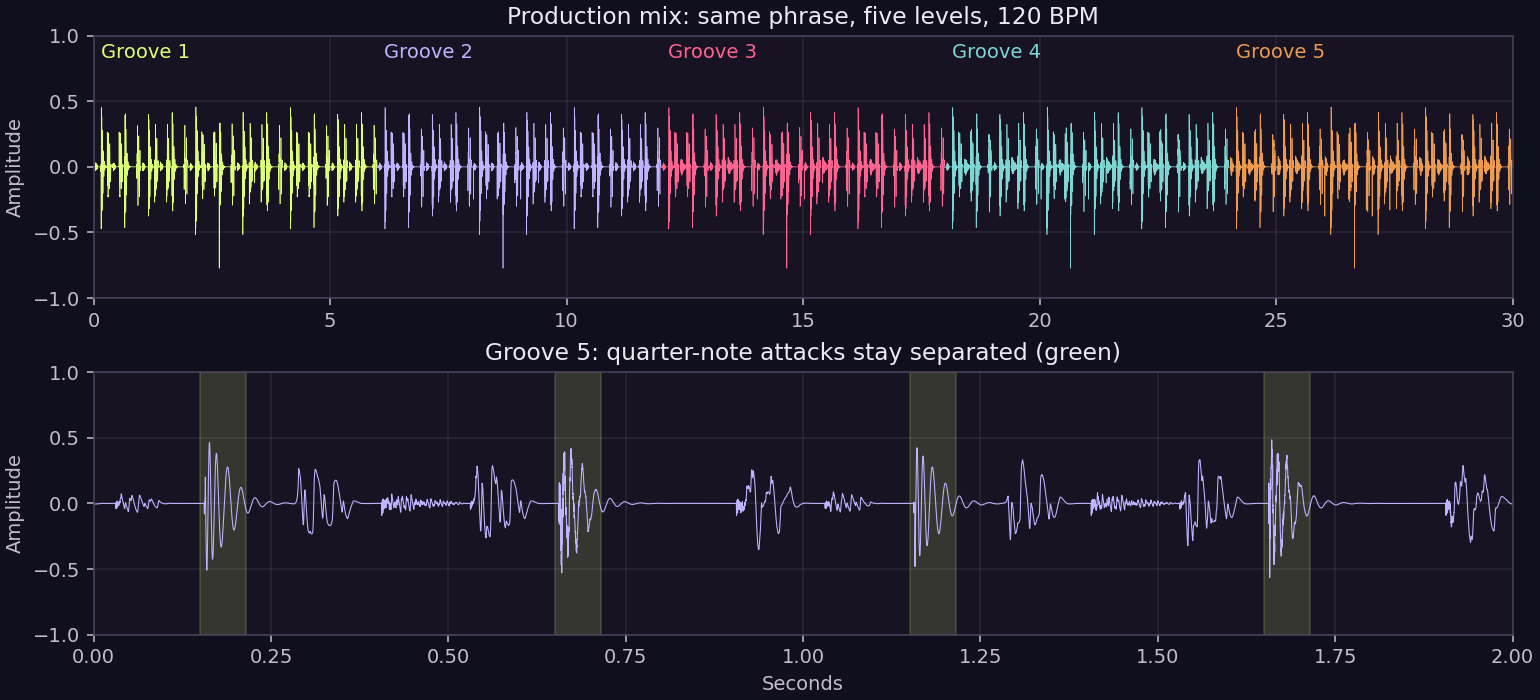 Production mix: same phrase, five levels, 120 BPM
1.0
0.5
0.0
−0.5
−1.0
Amplitude
Groove 1 Groove 2 Groove 3 Groove 4 Groove 5
0 5 10 15 20 25 30
Groove 5: quarter-note attacks stay separated (green)
1.0
0.5
0.0
−0.5
−1.0
Amplitude
0.00 0.25 0.50 0.75 1.00 1.25 1.50 1.75 2.00
Seconds